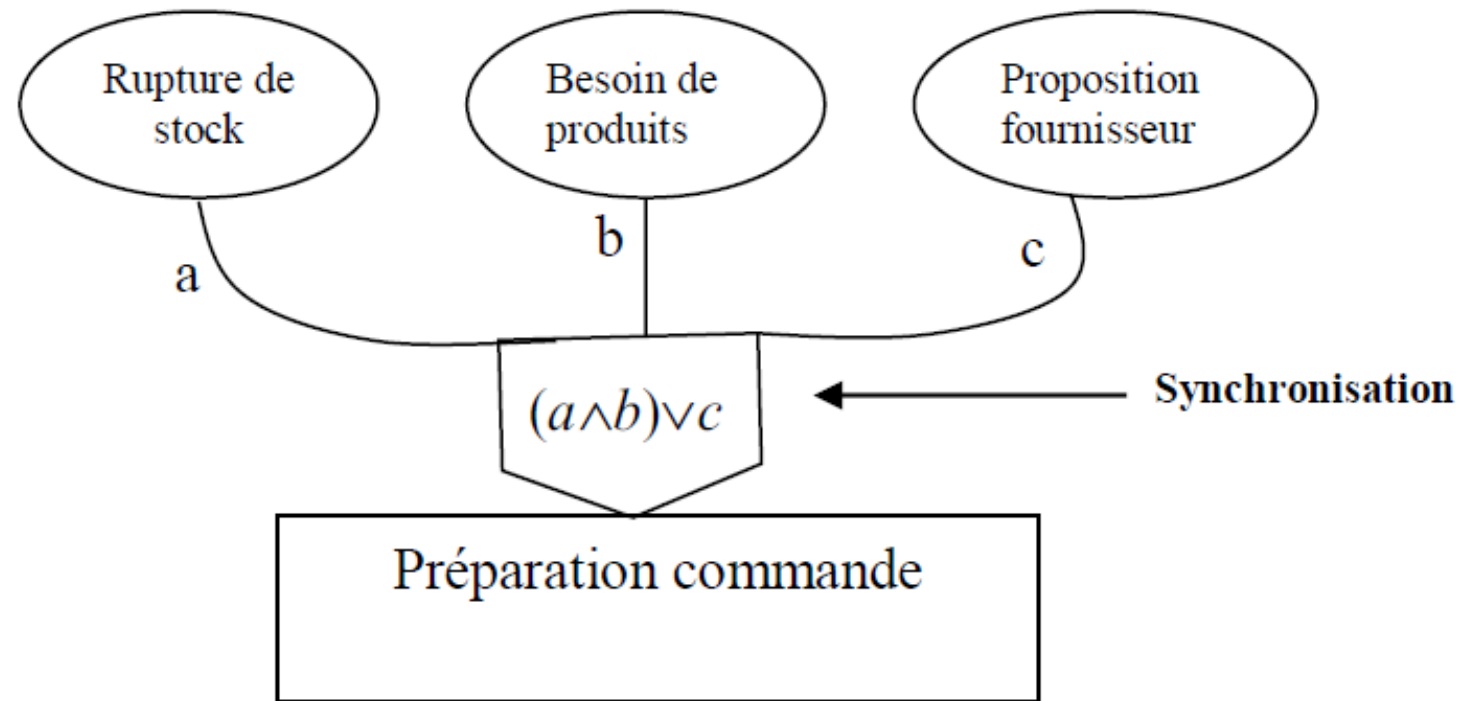 Rupture de
stock
Besoin de
produits
Proposition
fournisseur
a
b
c
(a∧b)∨c
Synchronisation
Préparation commande